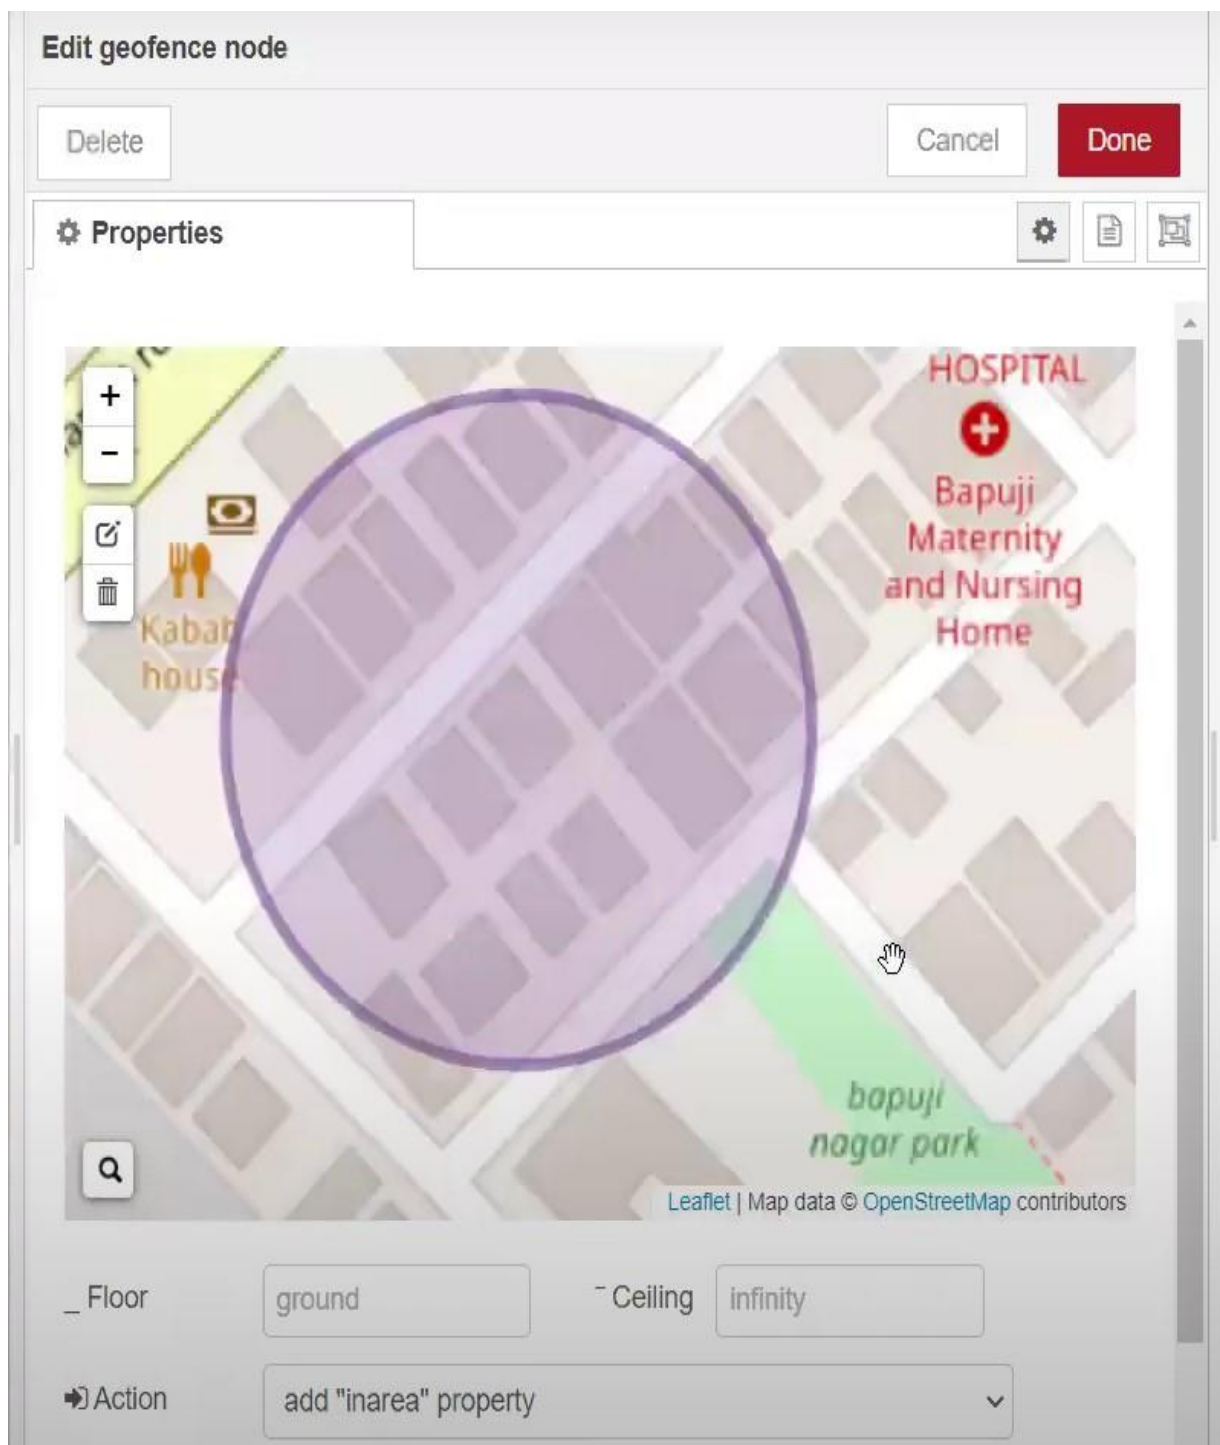 Edit geofence node
Delete
Cancel
Done
Properties
+
−
HOSPITAL
Bapuji
Maternity
and Nursing
Home
Kabab
house
bapuji
nagar park
Leaflet | Map data © OpenStreetMap contributors
Floor
ground
Ceiling
infinity
Action
add "inarea" property